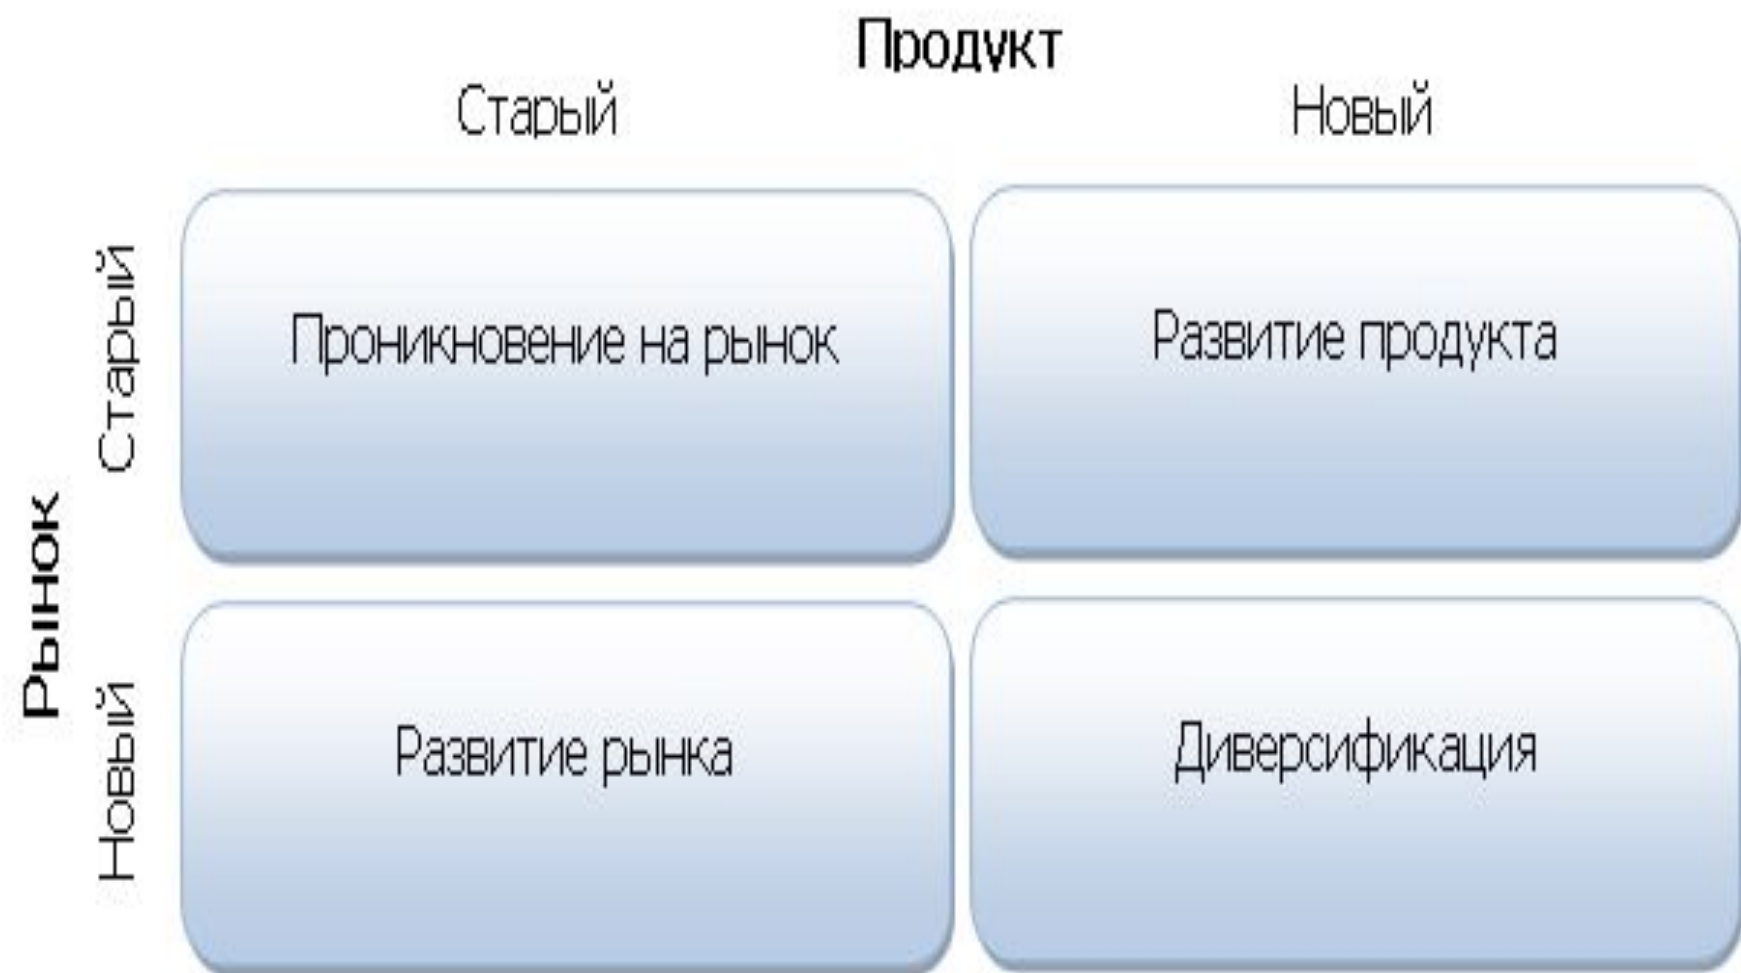 Продукт
Старый Новый
Старый
Проникновение на рынок Развитие продукта
Рынок
Новый
Развитие рынка Диверсификация